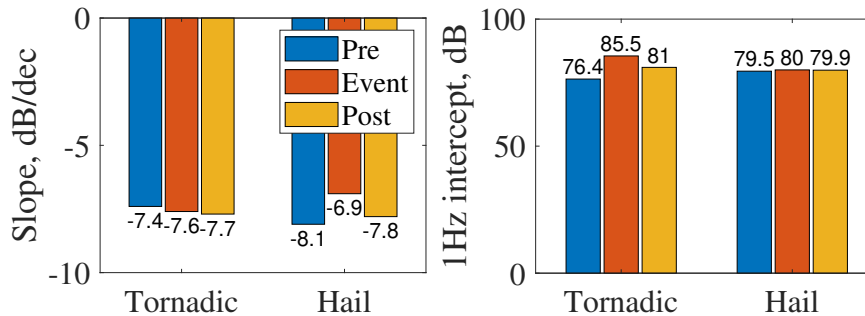 Slope, dB/dec
0
-5
-10
-7.4
-7.6
-7.7
-8.1
-6.9
-7.8
Pre
Event
Post
Tornadic
Hail
1Hz intercept, dB
100
50
0
76.4
85.5
81
79.5
80
79.9
Tornadic
Hail